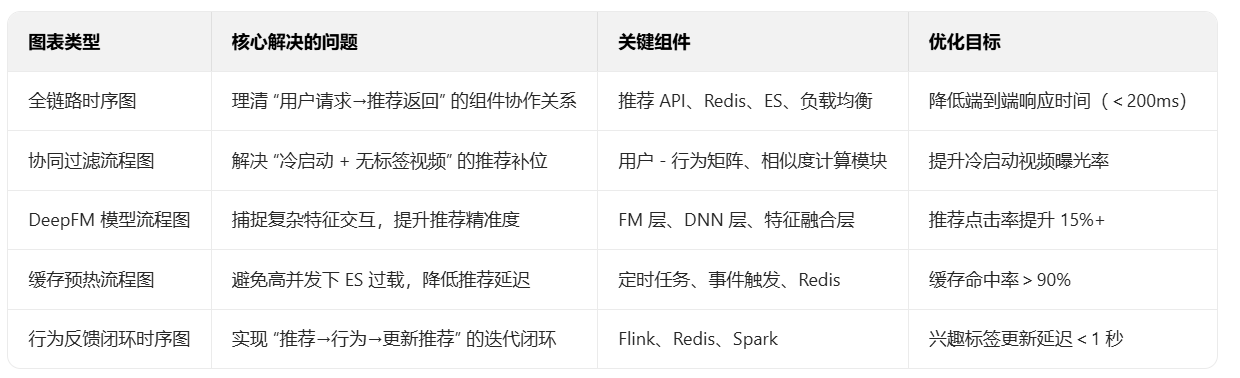 图表类型 核心解决的问题 关键组件 优化目标
全链路时序图 理清 “用户请求→推荐返回” 的组件协作关系 推荐 API、Redis、ES、负载均衡 降低端到端响应时间（＜200ms）
协同过滤流程图 解决 “冷启动 + 无标签视频” 的推荐补位 用户 - 行为矩阵、相似度计算模块 提升冷启动视频曝光率
DeepFM 模型流程图 捕捉复杂特征交互，提升推荐精准度 FM 层、DNN 层、特征融合层 推荐点击率提升 15%+
缓存预热流程图 避免高并发下 ES 过载，降低推荐延迟 定时任务、事件触发、Redis 缓存命中率＞90%
行为反馈闭环时序图 实现 “推荐→行为→更新推荐” 的迭代闭环 Flink、Redis、Spark 兴趣标签更新延迟＜1 秒